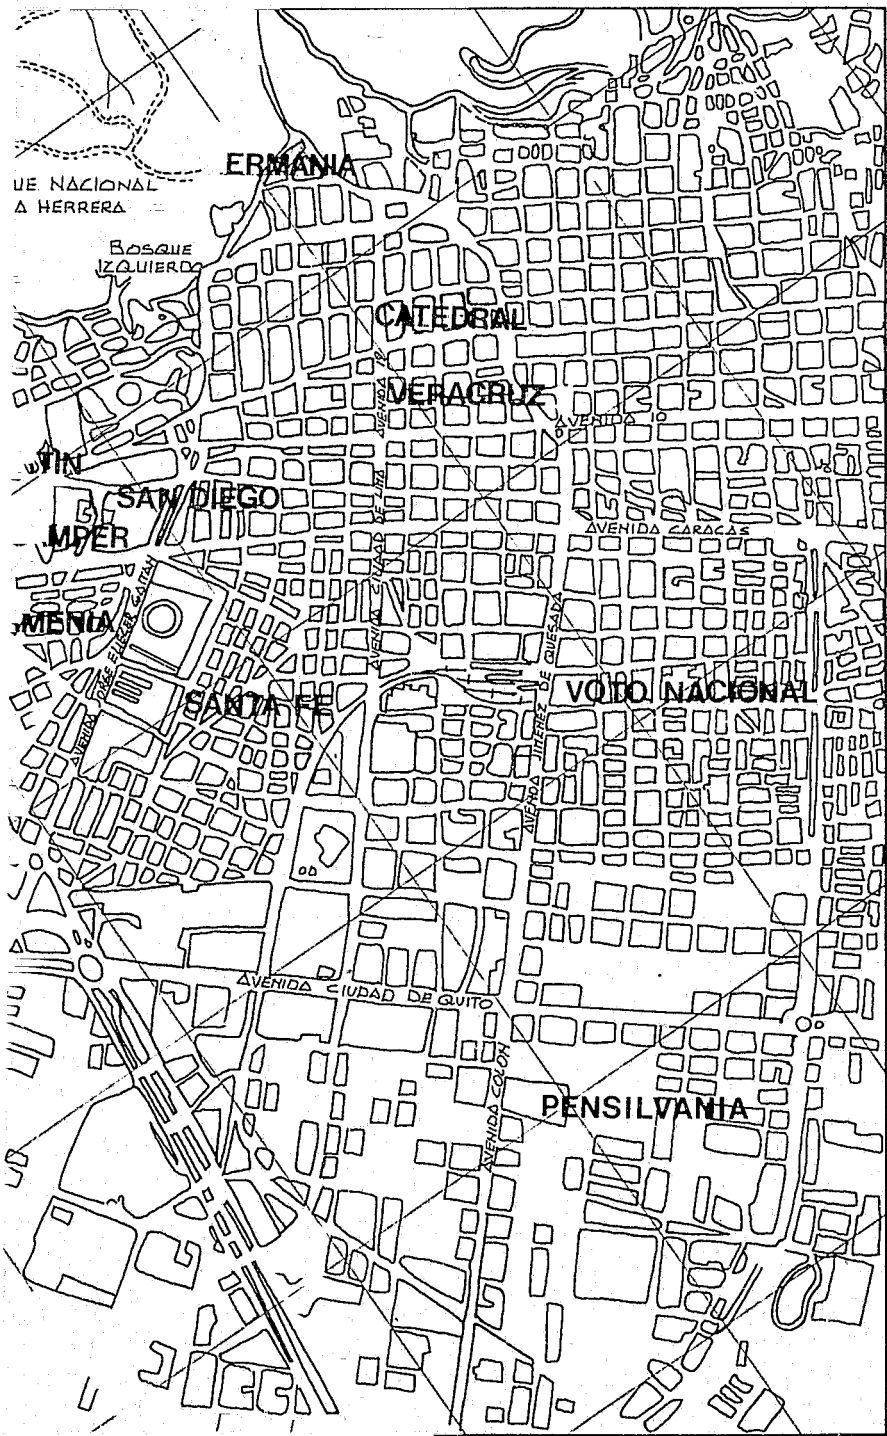 ERMANIA
UE NACIONAL
A HERRERA
BOSQUE
IZQUIERDO
CATEDRAL
AVENIDA 19
VERACRUZ
AVENIDA 10
TIN
SAN DIEGO
AVENIDA CIUDAD DE LIMA
AVENIDA CARACAS
MPER
MENIA
AVENIDA JORGE ELIECER GAITAN
AVENIDA JIMENEZ DE QUESADA
VOTO NACIONAL
SANTA FE
AVENIDA CIUDAD DE QUITO
AVENIDA COLON
PENSILVANIA